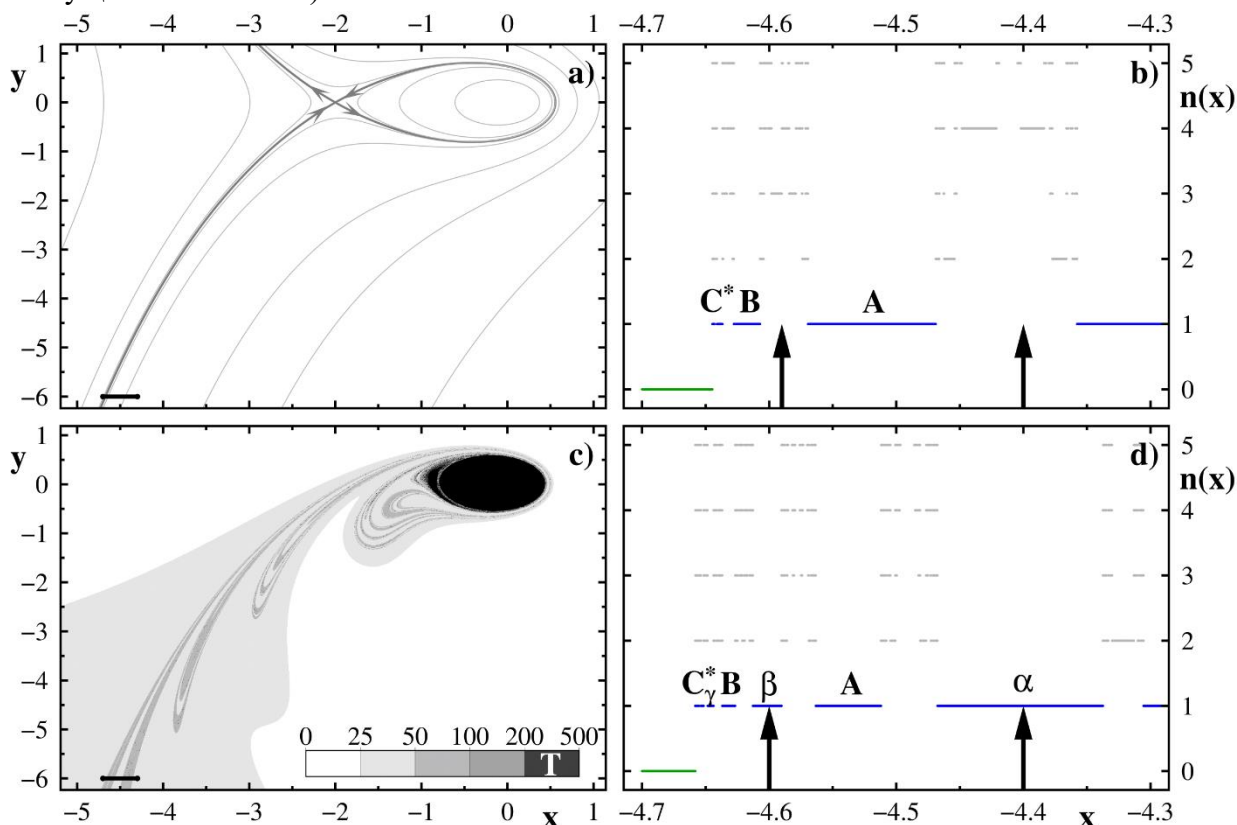 −5 −4 −3 −2 −1 0 1
−4.7 −4.6 −4.5 −4.4 −4.3
y
1
0
−1
−2
−3
−4
−5
−6
a)
b)
n(x)
5
4
3
2
1
0
C* B A
y
1
0
−1
−2
−3
−4
−5
−6
c)
0 25 50 100 200 500
T
−5 −4 −3 −2 −1 0 x 1
d)
n(x)
5
4
3
2
1
0
C*γ B β A α
−4.7 −4.6 −4.5 −4.4 x −4.3